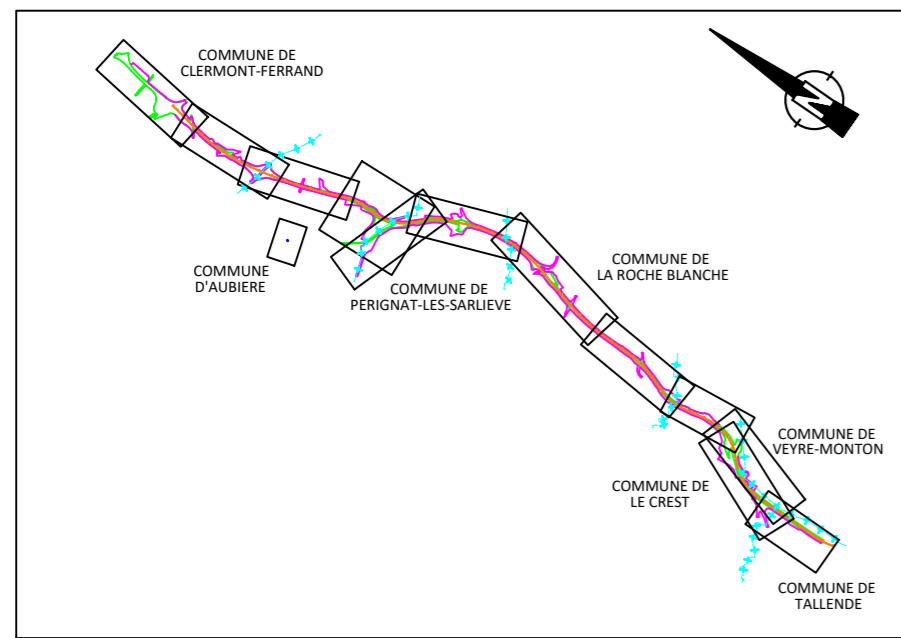 COMMUNE DE
CLERMONT-FERRAND
COMMUNE
D'AUBIERE
COMMUNE DE
PERIGNAT-LES-SARLIEVE
COMMUNE DE
LA ROCHE BLANCHE
COMMUNE DE
VEYRE-MONTON
COMMUNE DE
LE CREST
COMMUNE DE
TALLENDE